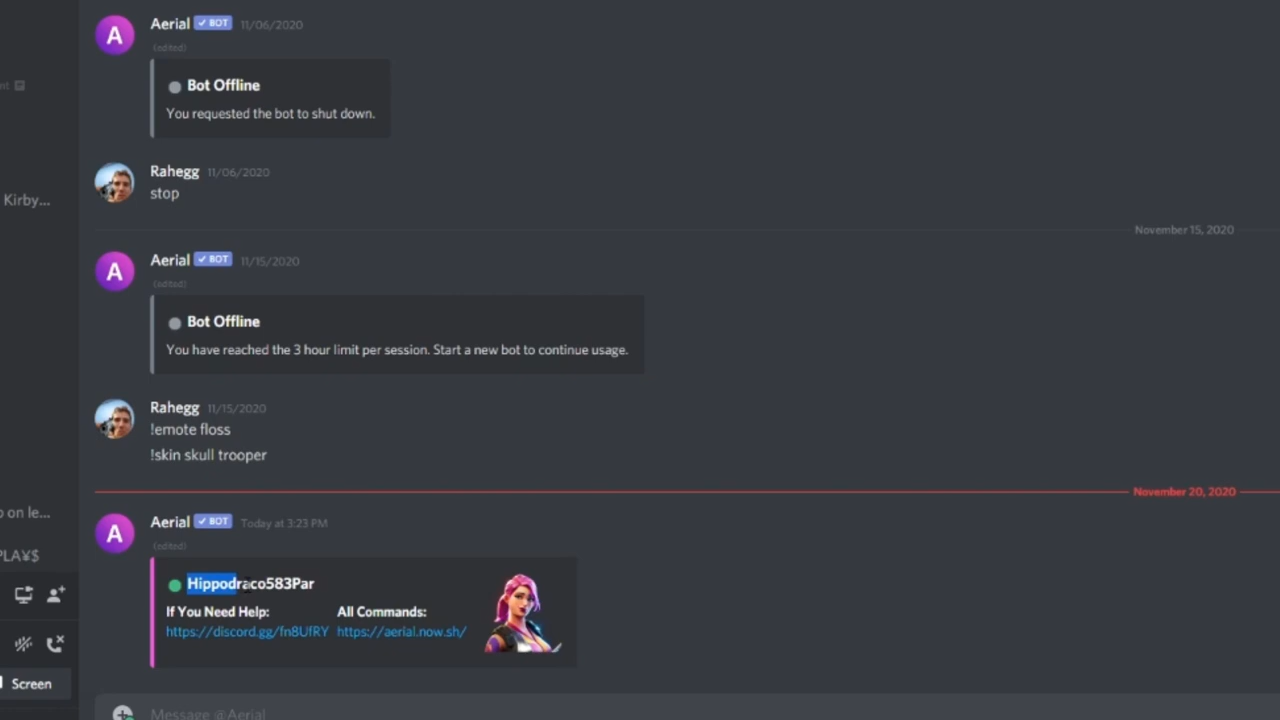 A
Aerial ✓ BOT 11/06/2020
(edited)
Bot Offline
You requested the bot to shut down.
nt
Rahegg 11/06/2020
stop
Kirby...
November 15, 2020
A
Aerial ✓ BOT 11/15/2020
(edited)
Bot Offline
You have reached the 3 hour limit per session. Start a new bot to continue usage.
Rahegg 11/15/2020
!emote floss
!skin skull trooper
November 20, 2020
o on le...
A
Aerial ✓ BOT Today at 3:23 PM
(edited)
PLA¥$
Hippodraco583Par
If You Need Help: All Commands:
https://discord.gg/fn8UfRY https://aerial.now.sh/
Screen
Message @Aerial